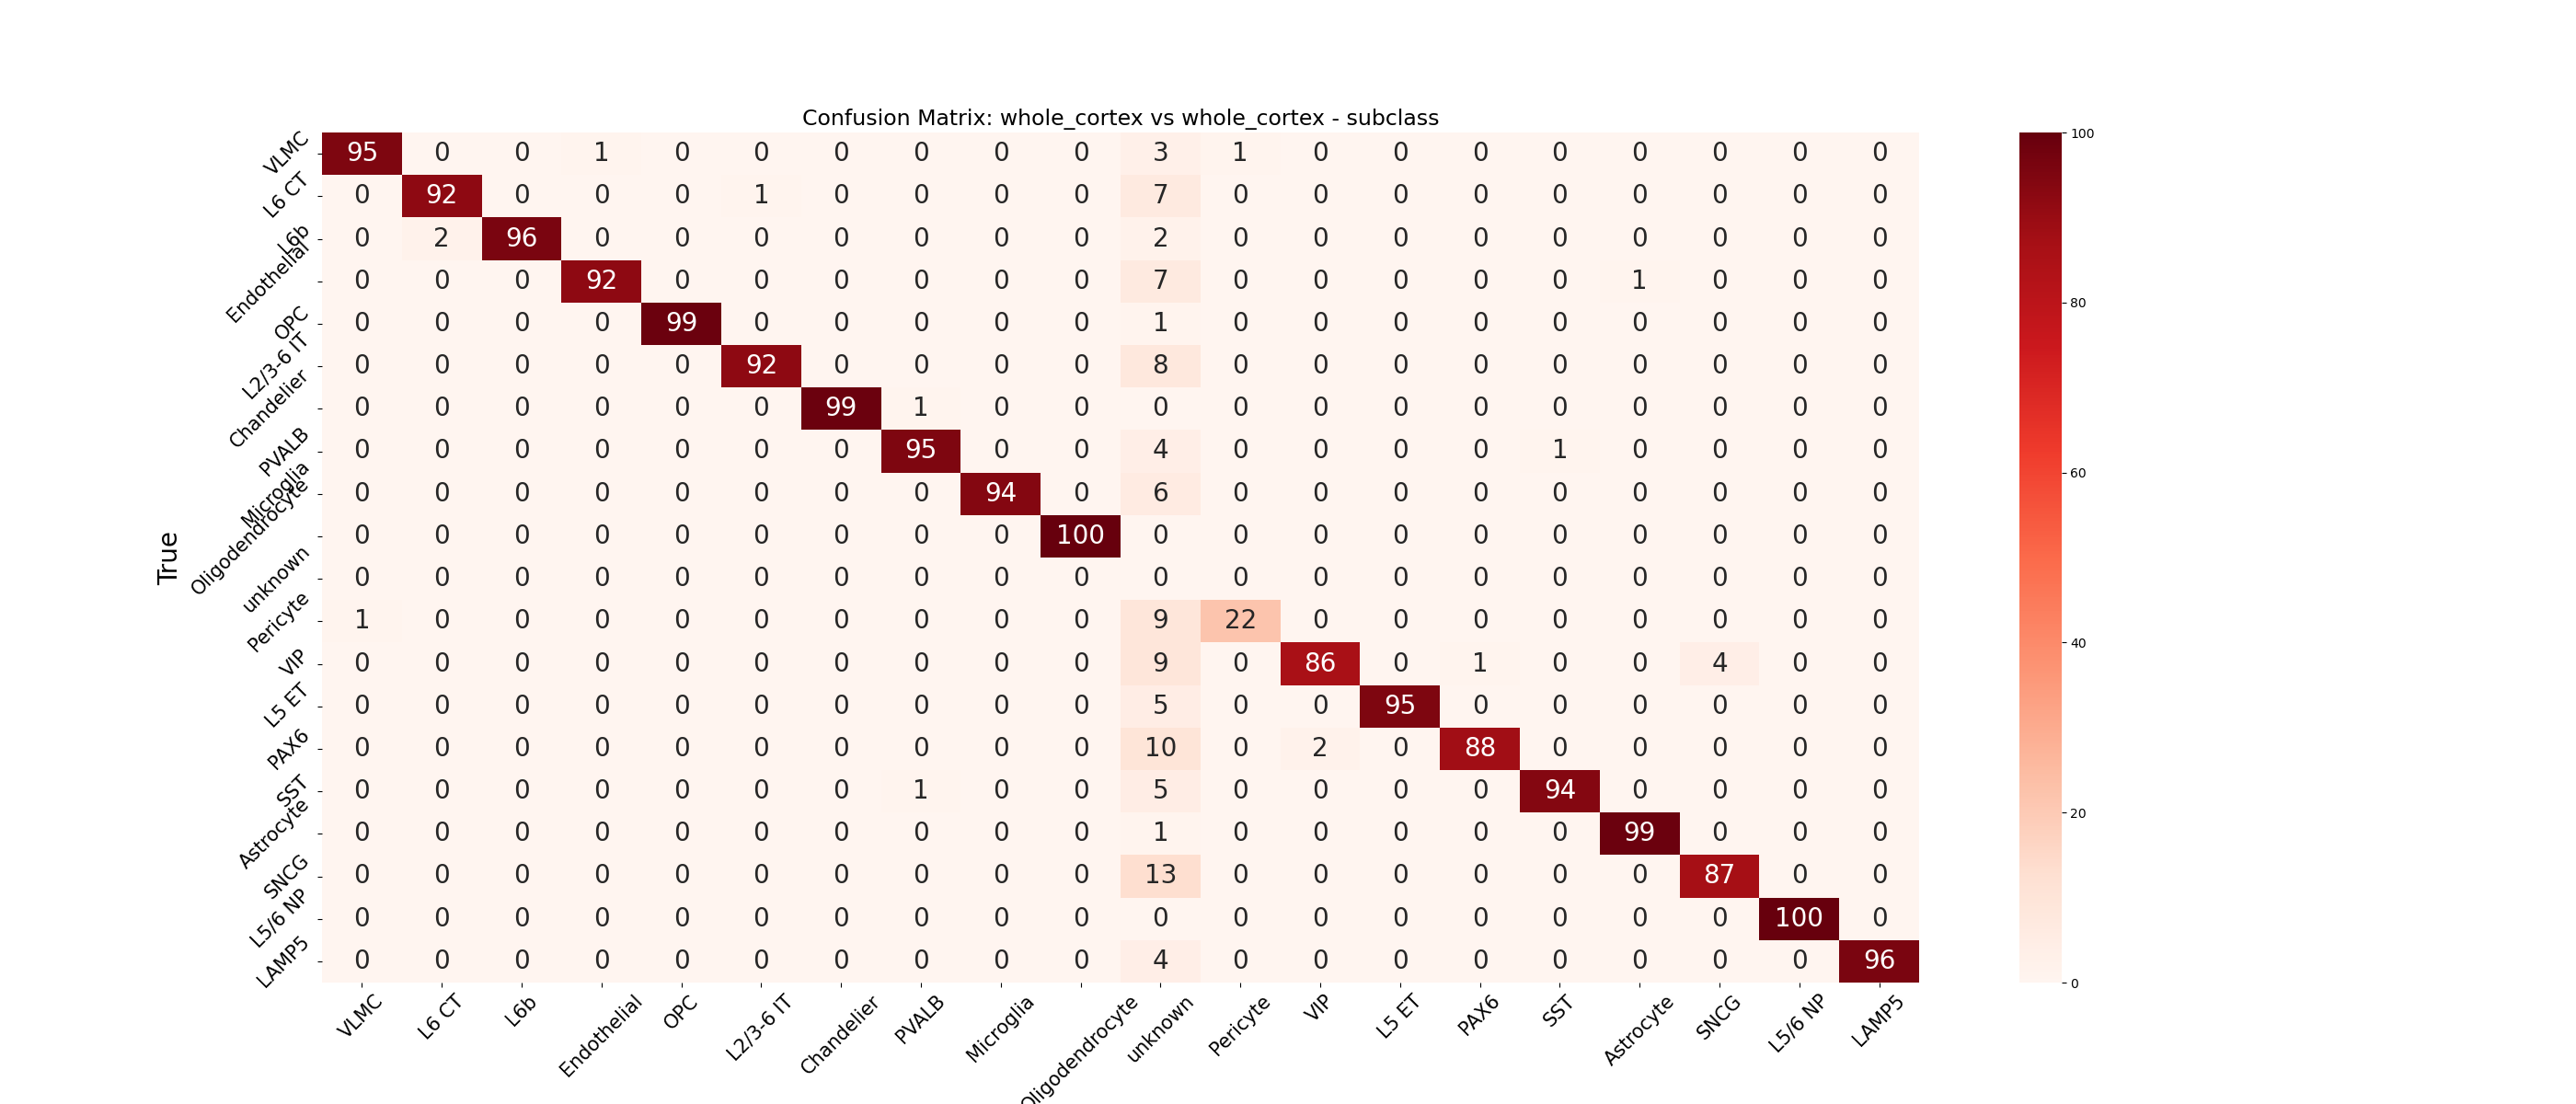 Confusion Matrix: whole_cortex vs whole_cortex - subclass
VLMC 95 0 0 1 0 0 0 0 0 0 3 1 0 0 0 0 0 0 0 0
L6 CT 0 92 0 0 0 1 0 0 0 0 7 0 0 0 0 0 0 0 0 0
L6b 0 2 96 0 0 0 0 0 0 0 2 0 0 0 0 0 0 0 0 0
Endothelial 0 0 0 92 0 0 0 0 0 0 7 0 0 0 0 0 1 0 0 0
OPC 0 0 0 0 99 0 0 0 0 0 1 0 0 0 0 0 0 0 0 0
L2/3-6 IT 0 0 0 0 0 92 0 0 0 0 8 0 0 0 0 0 0 0 0 0
Chandelier 0 0 0 0 0 0 99 1 0 0 0 0 0 0 0 0 0 0 0 0
PVALB 0 0 0 0 0 0 0 95 0 0 4 0 0 0 0 1 0 0 0 0
Microglia 0 0 0 0 0 0 0 0 94 0 6 0 0 0 0 0 0 0 0 0
Oligodendrocyte 0 0 0 0 0 0 0 0 0 100 0 0 0 0 0 0 0 0 0 0
unknown 0 0 0 0 0 0 0 0 0 0 0 0 0 0 0 0 0 0 0 0
Pericyte 1 0 0 0 0 0 0 0 0 0 9 22 0 0 0 0 0 0 0 0
VIP 0 0 0 0 0 0 0 0 0 0 9 0 86 0 1 0 0 4 0 0
L5 ET 0 0 0 0 0 0 0 0 0 0 5 0 0 95 0 0 0 0 0 0
PAX6 0 0 0 0 0 0 0 0 0 0 10 0 2 0 88 0 0 0 0 0
SST 0 0 0 0 0 0 0 1 0 0 5 0 0 0 0 94 0 0 0 0
Astrocyte 0 0 0 0 0 0 0 0 0 0 1 0 0 0 0 0 99 0 0 0
SNCG 0 0 0 0 0 0 0 0 0 0 13 0 0 0 0 0 0 87 0 0
L5/6 NP 0 0 0 0 0 0 0 0 0 0 0 0 0 0 0 0 0 0 100 0
LAMP5 0 0 0 0 0 0 0 0 0 0 4 0 0 0 0 0 0 0 0 96
True
VLMC L6 CT L6b Endothelial OPC L2/3-6 IT Chandelier PVALB Microglia Oligodendrocyte unknown Pericyte VIP L5 ET PAX6 SST Astrocyte SNCG L5/6 NP LAMP5
100
80
60
40
20
0